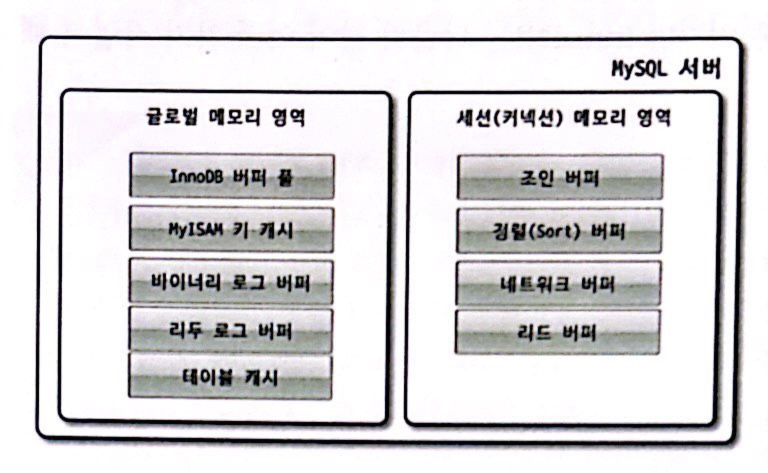 MySQL 서버
글로벌 메모리 영역
InnoDB 버퍼 풀
MyISAM 키 캐시
바이너리 로그 버퍼
리두 로그 버퍼
테이블 캐시
세션(커넥션) 메모리 영역
조인 버퍼
정렬(Sort) 버퍼
네트워크 버퍼
리드 버퍼